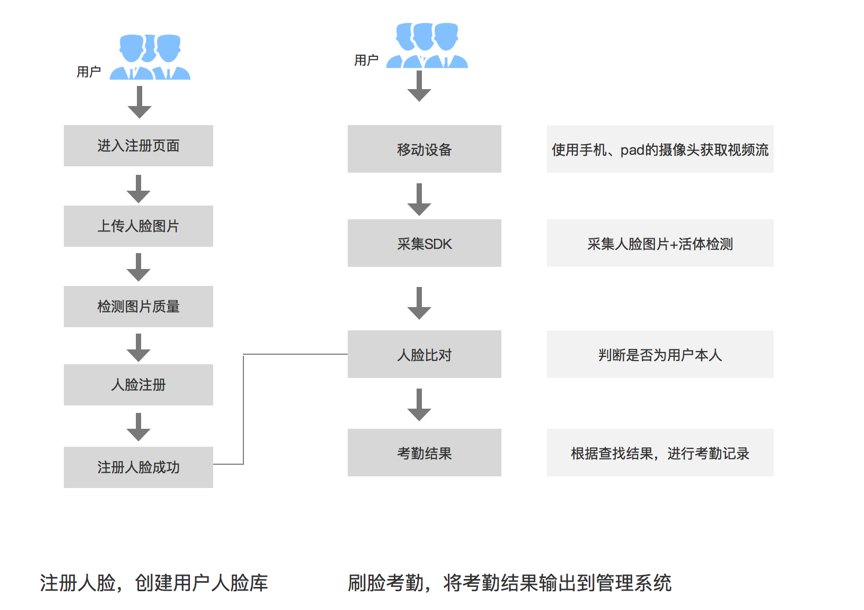 用户
进入注册页面
上传人脸图片
检测图片质量
人脸注册
注册人脸成功
注册人脸，创建用户人脸库
用户
移动设备
使用手机、pad的摄像头获取视频流
采集SDK
采集人脸图片+活体检测
人脸比对
判断是否为用户本人
考勤结果
根据查找结果，进行考勤记录
刷脸考勤，将考勤结果输出到管理系统